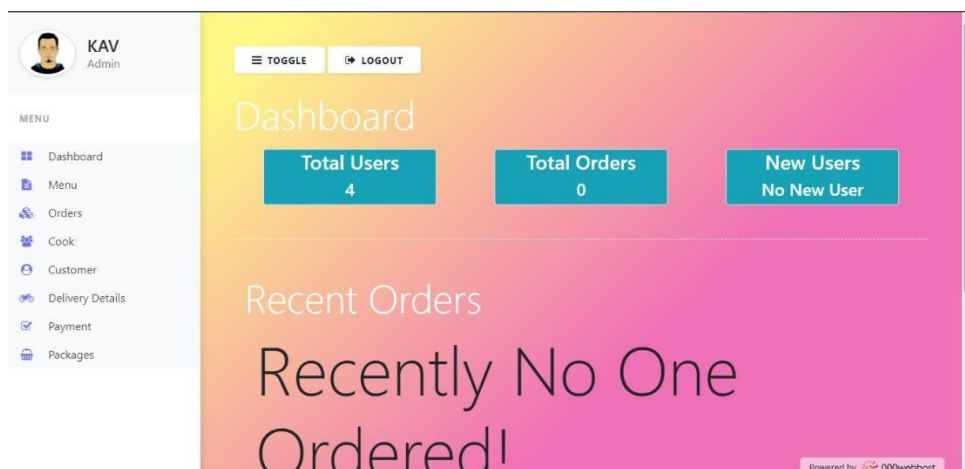 KAV
Admin
MENU
Dashboard
Menu
Orders
Cook
Customer
Delivery Details
Payment
Packages
TOGGLE
LOGOUT
Dashboard
Total Users
4
Total Orders
0
New Users
No New User
Recent Orders
Recently No One
Ordered!
Powered by 000webhost